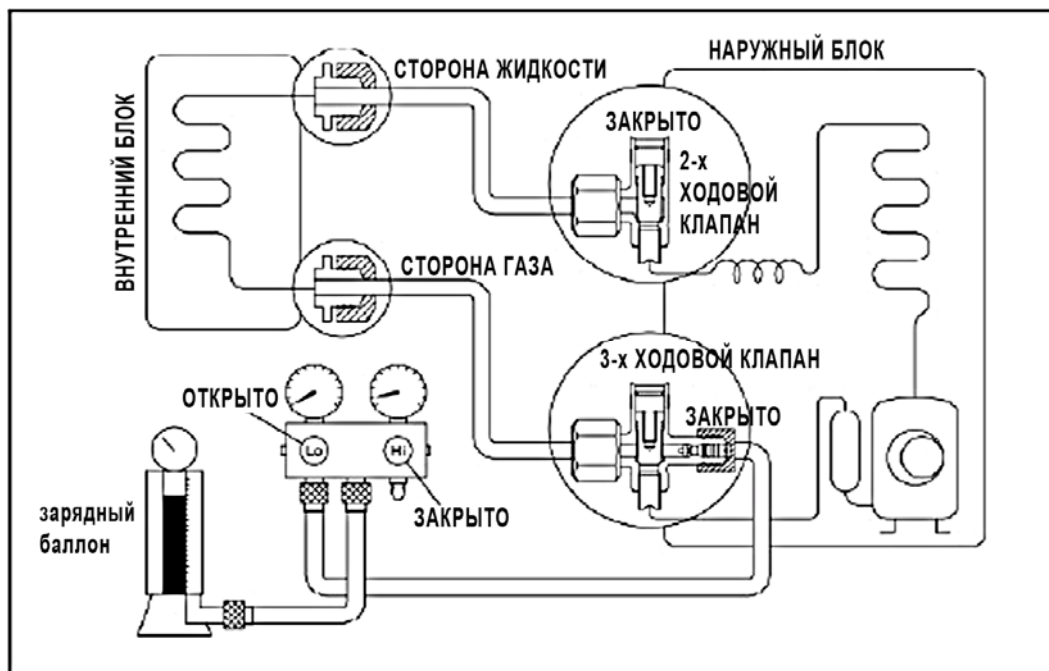 НАРУЖНЫЙ БЛОК
СТОРОНА ЖИДКОСТИ
ЗАКРЫТО
2-х
ХОДОВОЙ
КЛАПАН
ВНУТРЕННИЙ БЛОК
СТОРОНА ГАЗА
3-х ХОДОВОЙ КЛАПАН
ЗАКРЫТО
ОТКРЫТО
Lo
Hi
ЗАКРЫТО
зарядный
баллон